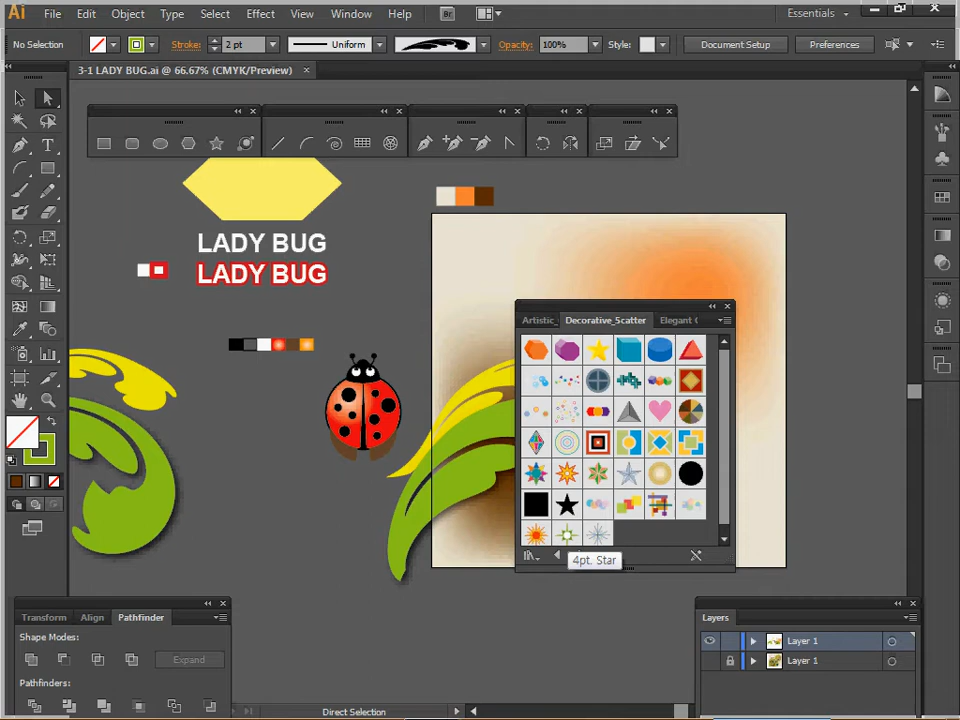 Ai File Edit Object Type Select Effect View Window Help Br Essentials
No Selection Stroke: 2 pt Uniform Opacity: 100% Style: Document Setup Preferences
3-1 LADY BUG.ai @ 66.67% (CMYK/Preview)
LADY BUG
LADY BUG
Artistic_ Decorative_Scatter Elegant C
4pt. Star
Transform Align Pathfinder
Shape Modes:
Expand
Pathfinders:
Layers
Layer 1
Layer 1
Direct Selection